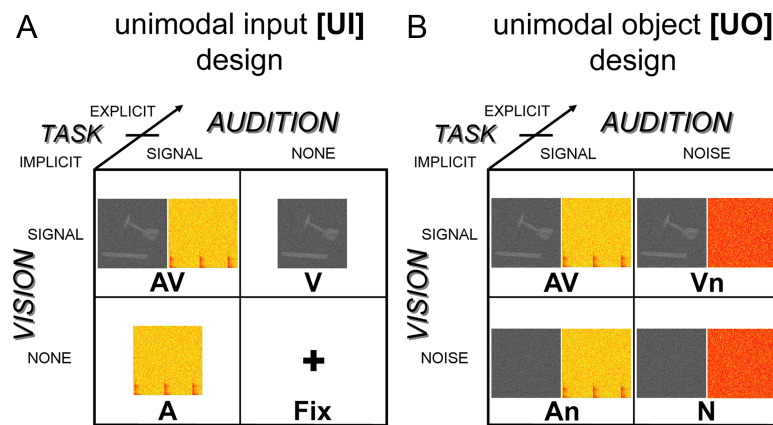 A
unimodal input [UI]
design
EXPLICIT
TASK
AUDITION
IMPLICIT
SIGNAL
NONE
VISION
SIGNAL
AV
V
NONE
A
Fix
B
unimodal object [UO]
design
EXPLICIT
TASK
AUDITION
IMPLICIT
SIGNAL
NOISE
VISION
SIGNAL
AV
Vn
NOISE
An
N